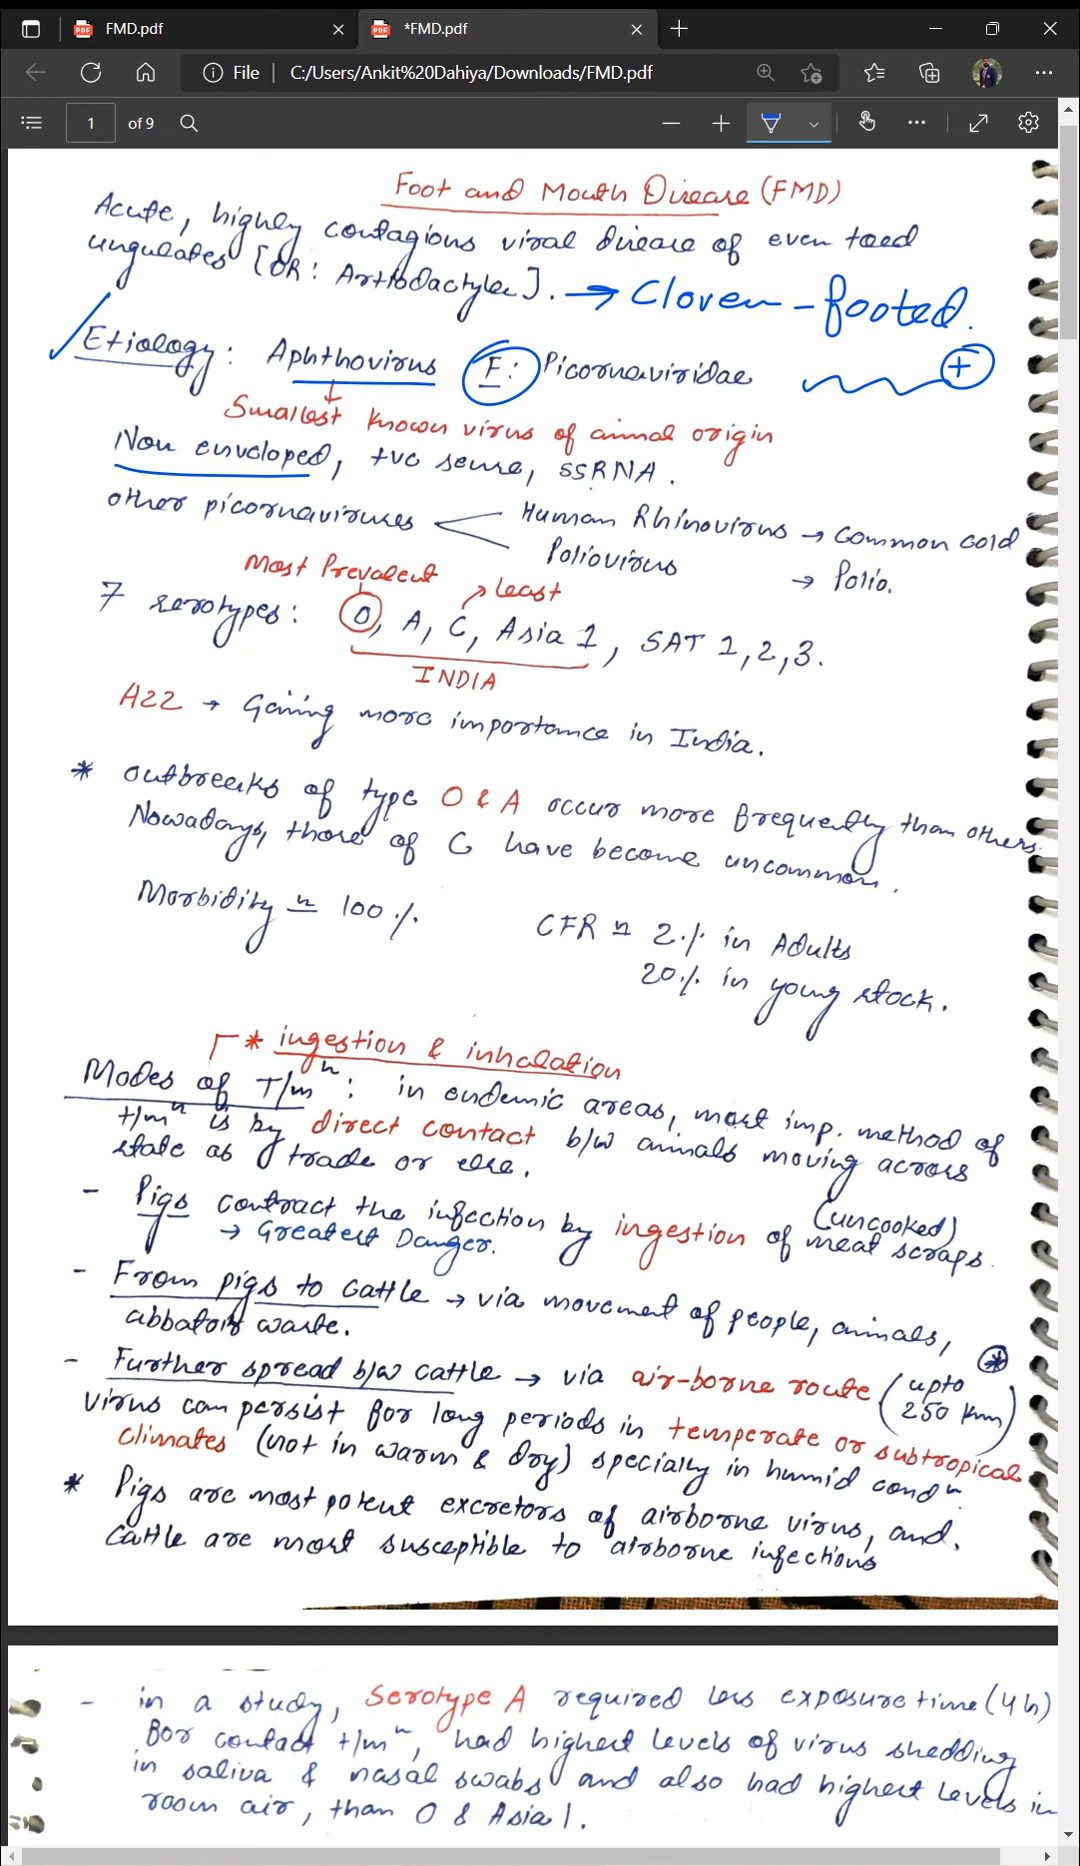 FMD.pdf
*FMD.pdf
File
C:/Users/Ankit%20Dahiya/Downloads/FMD.pdf
1 of 9
Foot and Mouth Disease (FMD)
Acute, highly contagious viral disease of even toed
ungulates [OR: Arttodactylae]. → Cloven-footed.
Etiology: Aphthovirus F: Picornaviridae +
Smallest known virus of animal origin
Non enveloped, +ve sense, ssRNA.
other picornaviruses Human Rhinovirus → Common cold
Poliovirus → Polio.
Most Prevalent
least
7 serotypes: O, A, C, Asia 1, SAT 1,2,3.
INDIA
A22 → Gaining more importance in India.
* outbreaks of type O & A occur more frequently than others.
Nowadays, those of C have become uncommon.
Morbidity ≈ 100 %. CFR ≈ 2% in Adults
20% in young stock.
* ingestion & inhalation
Modes of T/mⁿ: in endemic areas, most imp. method of
t/mⁿ is by direct contact b/w animals moving across
state as trade or else.
- Pigs contract the infection by ingestion of (uncooked) meat scraps.
→ Greatest Danger.
- From pigs to cattle → via movement of people, animals,
abbatoir waste.
- Further spread b/w cattle → via air-borne route (upto 250 km)
virus can persist for long periods in temperate or subtropical
climates (not in warm & dry) specially in humid condⁿ.
* Pigs are most potent excretors of airborne virus, and,
cattle are most susceptible to airborne infections
- in a study, Serotype A required less exposure time (4h)
for contact t/mⁿ, had highest levels of virus shedding
in saliva & nasal swabs and also had highest levels in
room air, than O & Asia 1.